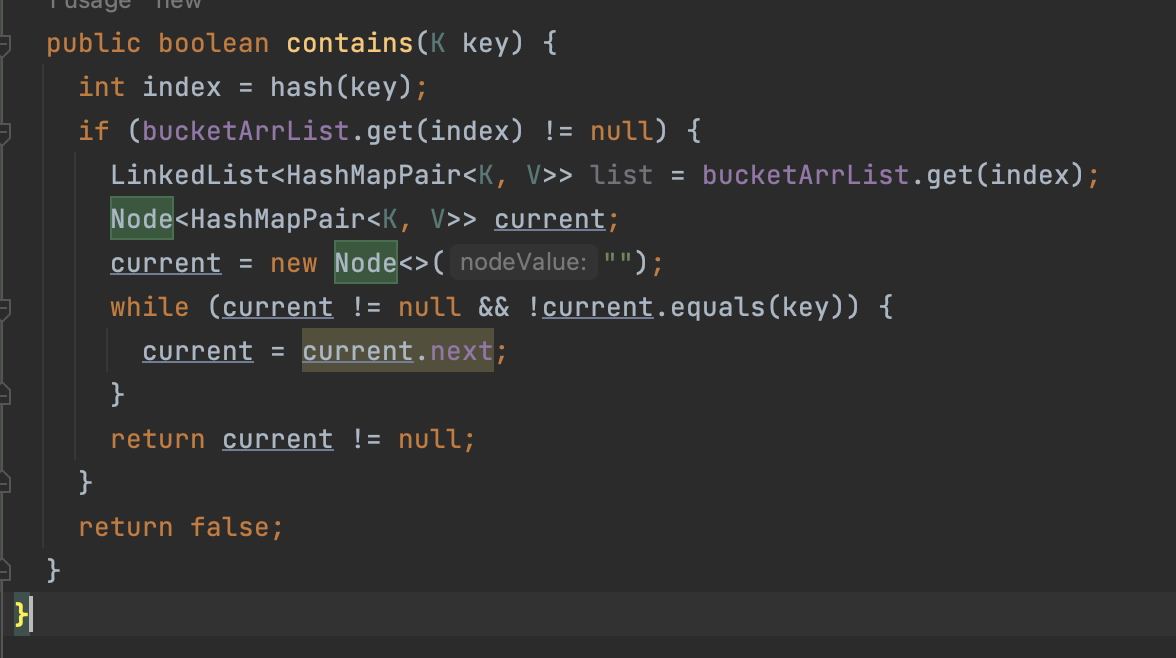 usage new
public boolean contains(K key) {
int index = hash(key);
if (bucketArrList.get(index) != null) {
LinkedList<HashMapPair<K, V>> list = bucketArrList.get(index);
Node<HashMapPair<K, V>> current;
current = new Node<>( nodeValue: "");
while (current != null && !current.equals(key)) {
current = current.next;
}
return current != null;
}
return false;
}
}